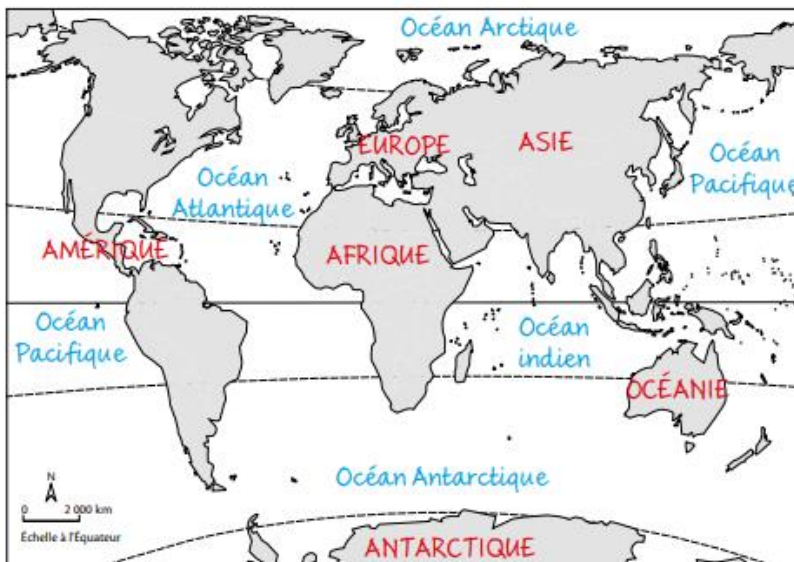 Océan Arctique
EUROPE
ASIE
Océan
Pacifique
Océan
Atlantique
AMÉRIQUE
AFRIQUE
Océan
Pacifique
Océan
indien
OCÉANIE
Océan Antarctique
N
0 2 000 km
Échelle à l'Équateur
ANTARCTIQUE